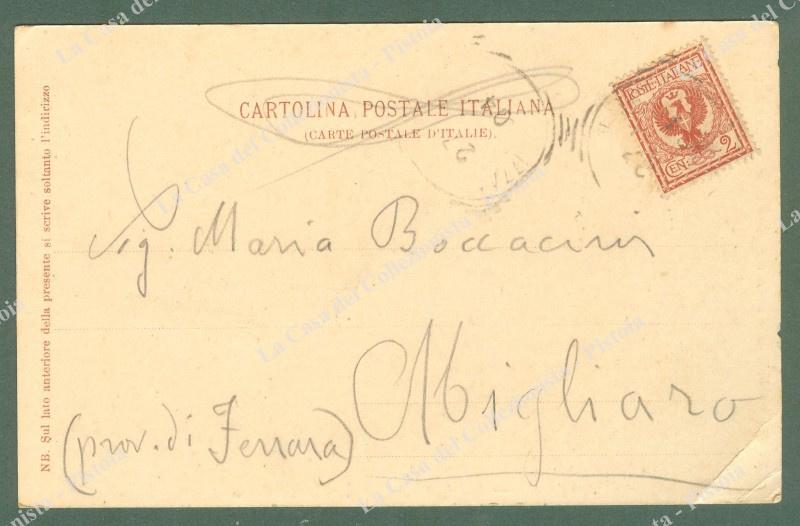 CARTOLINA POSTALE ITALIANA
(CARTE POSTALE D'ITALIE).
POSTE ITALIANE
CEN. 2
Sig. Maria Boccacini
Migliaro
(prov. di Ferrara)
NB. Sul lato anteriore della presente si scrive soltanto l'indirizzo
La Casa del Collezionista - Pistoia